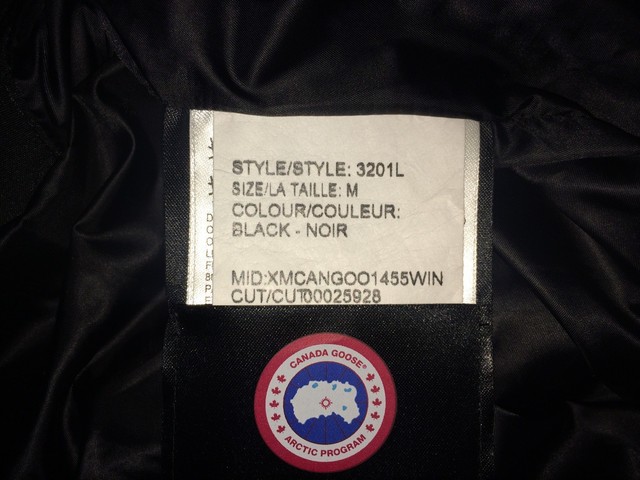 STYLE/STYLE: 3201L
SIZE/LA TAILLE: M
COLOUR/COULEUR:
BLACK - NOIR
MID:XMCANGOO1455WIN
CUT/CUT00025928
CANADA GOOSE®
ARCTIC PROGRAM